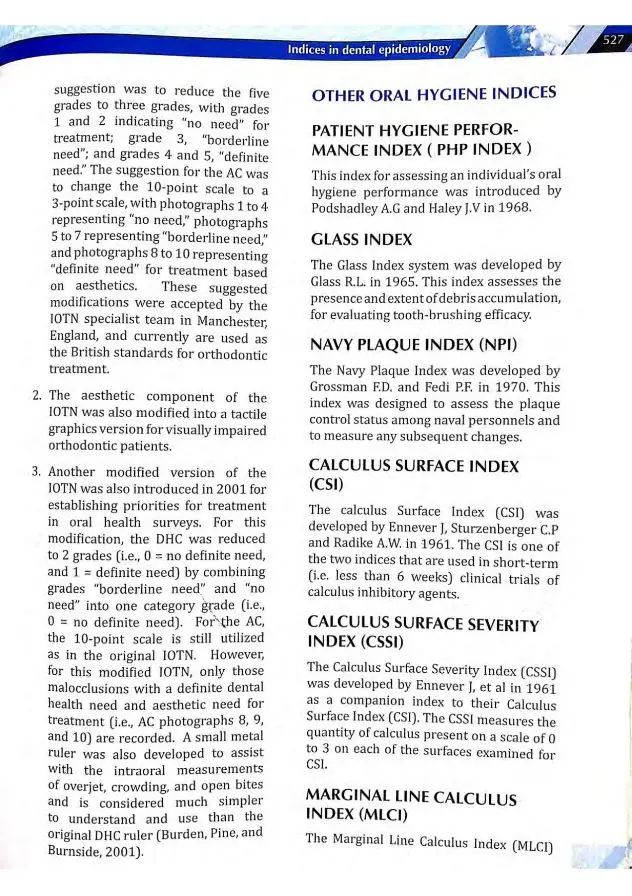 Indices in dental epidemiology
527
suggestion was to reduce the five
grades to three grades, with grades
1 and 2 indicating "no need" for
treatment; grade 3, "borderline
need"; and grades 4 and 5, "definite
need." The suggestion for the AC was
to change the 10-point scale to a
3-point scale, with photographs 1 to 4
representing "no need," photographs
5 to 7 representing "borderline need,"
and photographs 8 to 10 representing
"definite need" for treatment based
on aesthetics. These suggested
modifications were accepted by the
IOTN specialist team in Manchester,
England, and currently are used as
the British standards for orthodontic
treatment.
2. The aesthetic component of the
IOTN was also modified into a tactile
graphics version for visually impaired
orthodontic patients.
3. Another modified version of the
IOTN was also introduced in 2001 for
establishing priorities for treatment
in oral health surveys. For this
modification, the DHC was reduced
to 2 grades (i.e., 0 = no definite need,
and 1 = definite need) by combining
grades "borderline need" and "no
need" into one category grade (i.e.,
0 = no definite need). For the AC,
the 10-point scale is still utilized
as in the original IOTN. However,
for this modified IOTN, only those
malocclusions with a definite dental
health need and aesthetic need for
treatment (i.e., AC photographs 8, 9,
and 10) are recorded. A small metal
ruler was also developed to assist
with the intraoral measurements
of overjet, crowding, and open bites
and is considered much simpler
to understand and use than the
original DHC ruler (Burden, Pine, and
Burnside, 2001).
OTHER ORAL HYGIENE INDICES
PATIENT HYGIENE PERFOR-
MANCE INDEX ( PHP INDEX )
This index for assessing an individual's oral
hygiene performance was introduced by
Podshadley A.G and Haley J.V in 1968.
GLASS INDEX
The Glass Index system was developed by
Glass R.L. in 1965. This index assesses the
presence and extent of debris accumulation,
for evaluating tooth-brushing efficacy.
NAVY PLAQUE INDEX (NPI)
The Navy Plaque Index was developed by
Grossman F.D. and Fedi P.F. in 1970. This
index was designed to assess the plaque
control status among naval personnels and
to measure any subsequent changes.
CALCULUS SURFACE INDEX
(CSI)
The calculus Surface Index (CSI) was
developed by Ennever J, Sturzenberger C.P
and Radike A.W. in 1961. The CSI is one of
the two indices that are used in short-term
(i.e. less than 6 weeks) clinical trials of
calculus inhibitory agents.
CALCULUS SURFACE SEVERITY
INDEX (CSSI)
The Calculus Surface Severity Index (CSSI)
was developed by Ennever J, et al in 1961
as a companion index to their Calculus
Surface Index (CSI). The CSSI measures the
quantity of calculus present on a scale of 0
to 3 on each of the surfaces examined for
CSI.
MARGINAL LINE CALCULUS
INDEX (MLCI)
The Marginal Line Calculus Index (MLCI)